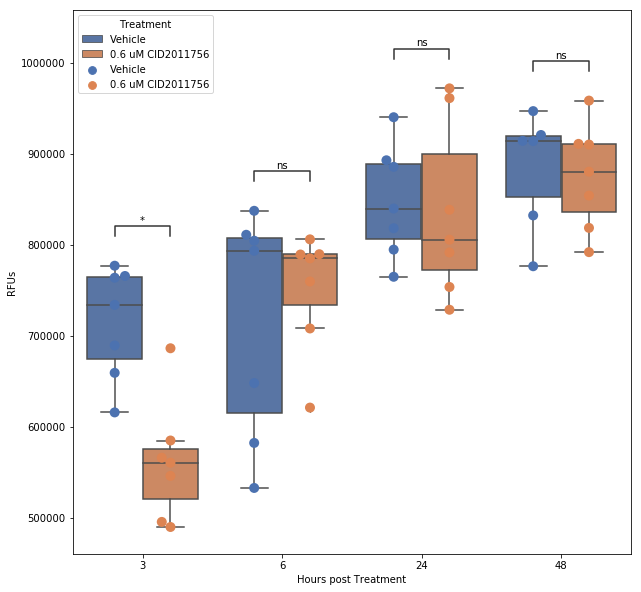 Treatment
Vehicle
0.6 uM CID2011756
Vehicle
0.6 uM CID2011756
1000000
900000
800000
700000
600000
500000
RFUs
*
ns
ns
ns
3
6
24
48
Hours post Treatment